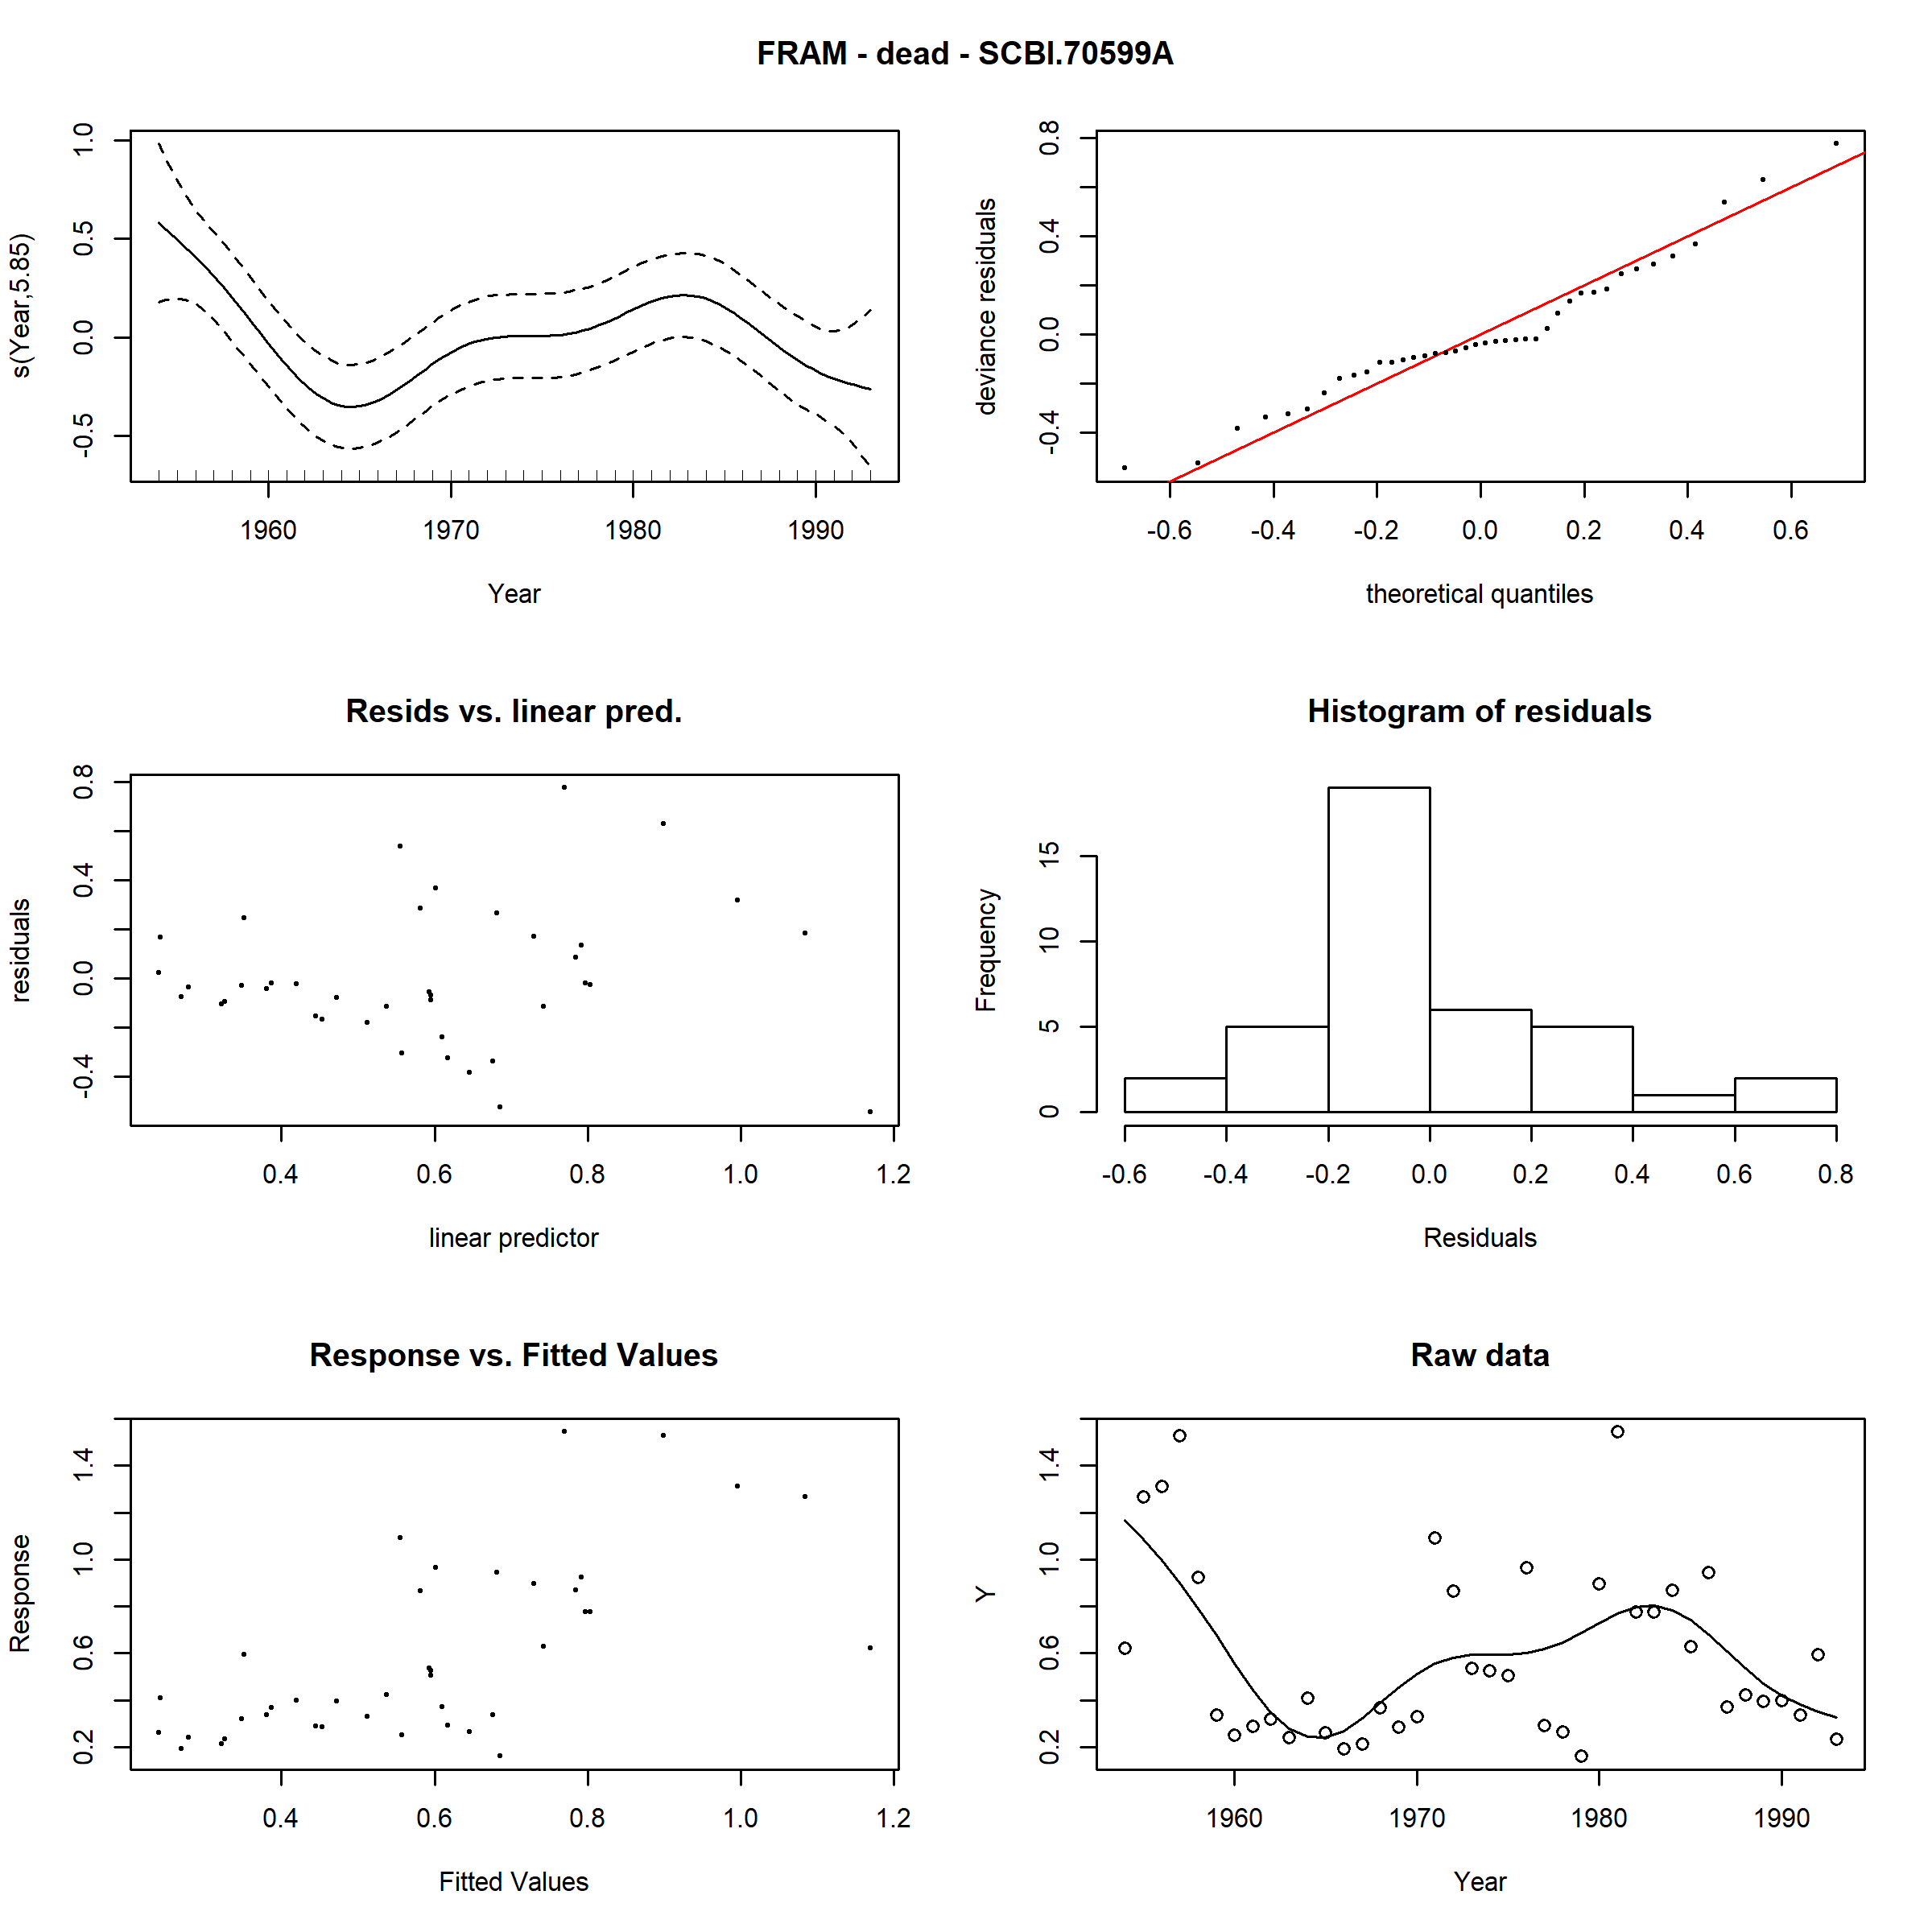 FRAM - dead - SCBI.70599A
s(Year,5.85)
1.0
0.5
0.0
-0.5
1960 1970 1980 1990
Year
deviance residuals
0.8
0.4
0.0
-0.4
-0.6 -0.4 -0.2 0.0 0.2 0.4 0.6
theoretical quantiles
Resids vs. linear pred.
residuals
0.8
0.4
0.0
-0.4
0.4 0.6 0.8 1.0 1.2
linear predictor
Histogram of residuals
Frequency
15
10
5
0
-0.6 -0.4 -0.2 0.0 0.2 0.4 0.6 0.8
Residuals
Response vs. Fitted Values
Response
1.4
1.0
0.6
0.2
0.4 0.6 0.8 1.0 1.2
Fitted Values
Raw data
Y
1.4
1.0
0.6
0.2
1960 1970 1980 1990
Year